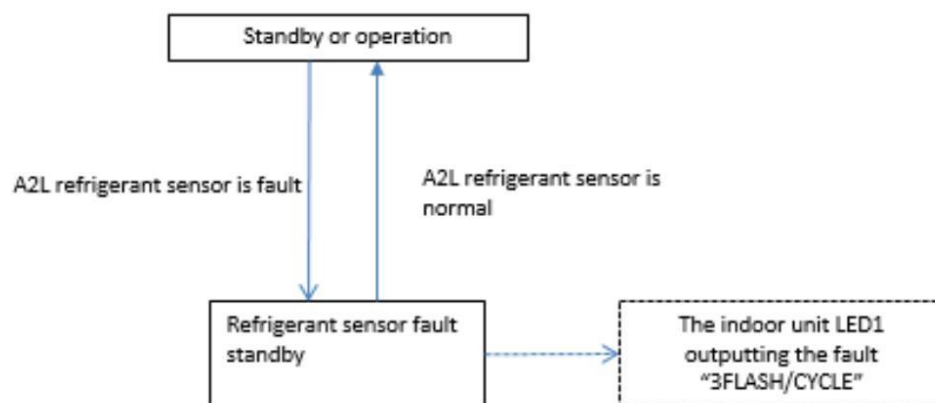 Standby or operation
A2L refrigerant sensor is fault
A2L refrigerant sensor is
normal
Refrigerant sensor fault
standby
The indoor unit LED1
outputting the fault
“3FLASH/CYCLE”